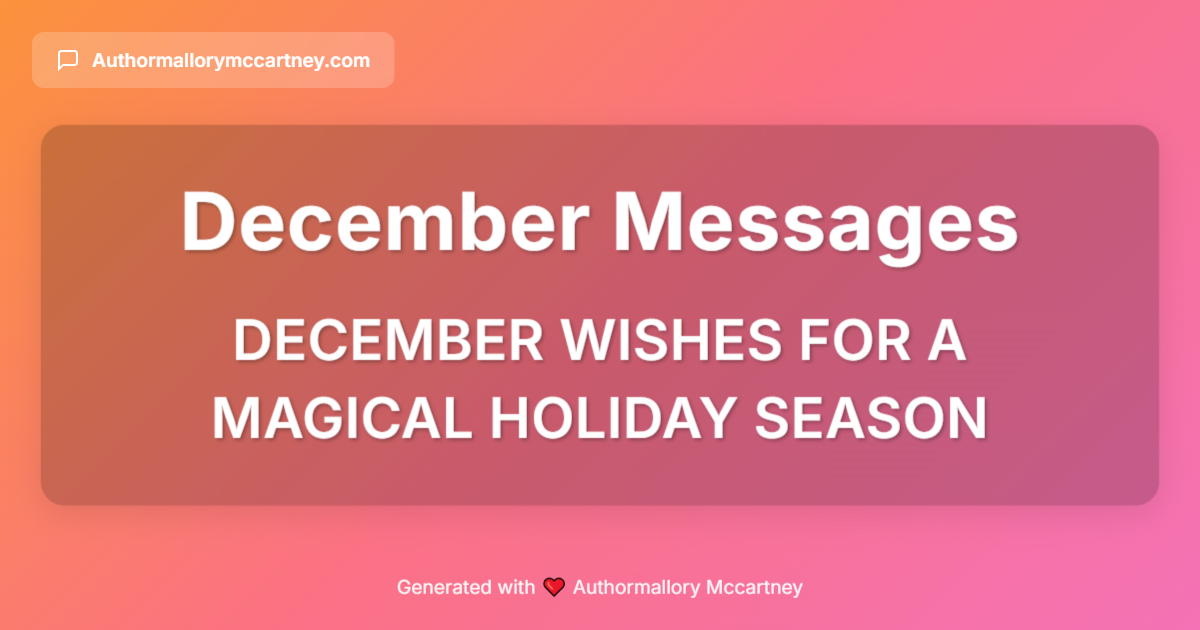 Authormallorymccartney.com
December Messages
DECEMBER WISHES FOR A
MAGICAL HOLIDAY SEASON
Generated with ❤️ Authormallory Mccartney